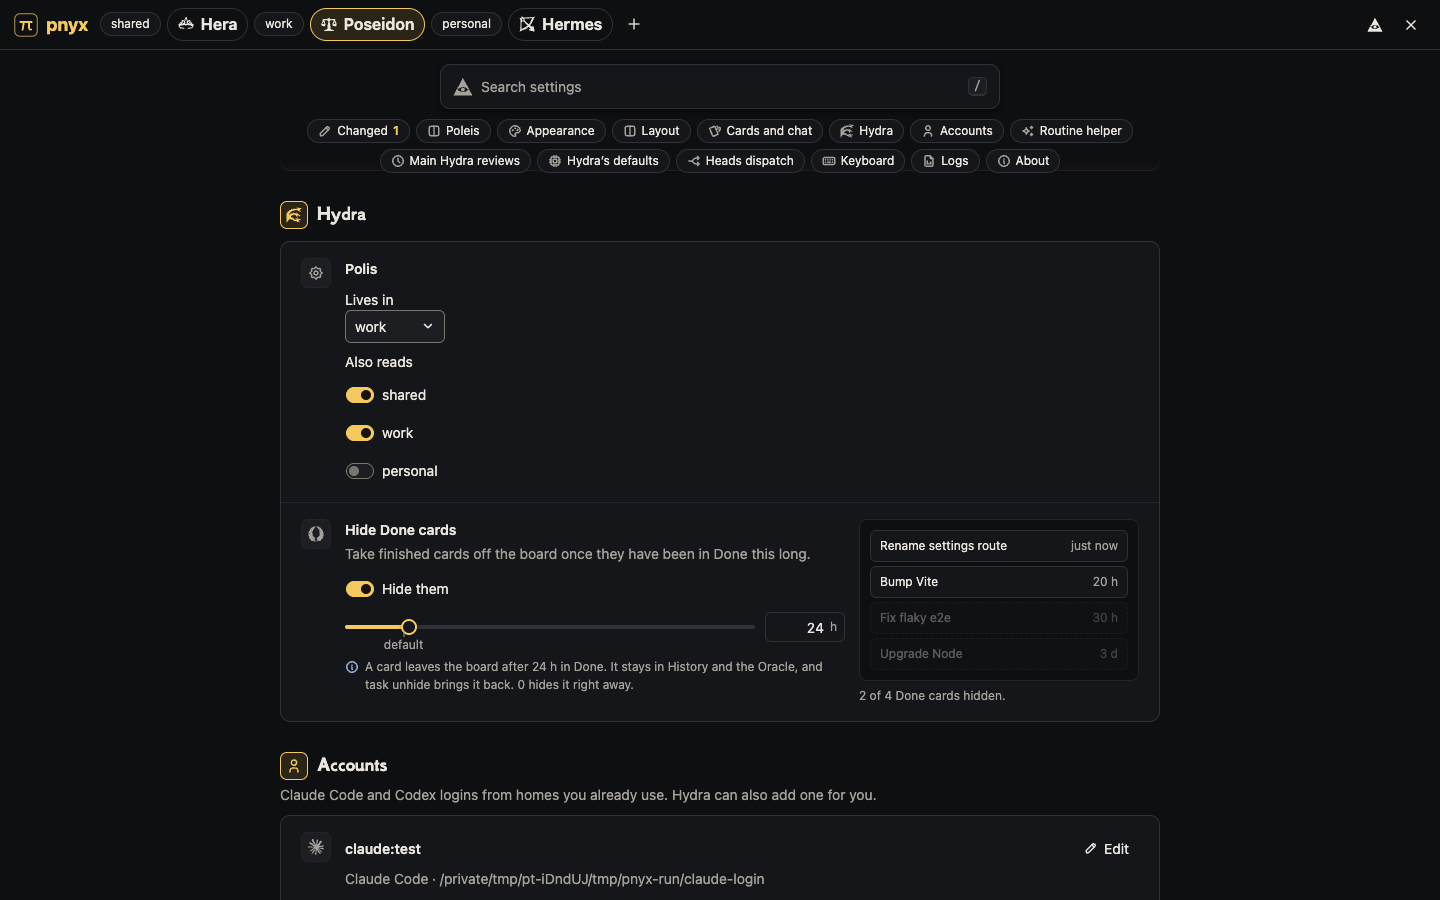 π pnyx shared Hera work Poseidon personal Hermes +
Search settings /
Changed 1 Poleis Appearance Layout Cards and chat Hydra Accounts Routine helper
Main Hydra reviews Hydra's defaults Heads dispatch Keyboard Logs About
Hydra
Polis
Lives in
work
Also reads
shared
work
personal
Hide Done cards
Take finished cards off the board once they have been in Done this long.
Hide them
24 h
default
A card leaves the board after 24 h in Done. It stays in History and the Oracle, and
task unhide brings it back. 0 hides it right away.
Rename settings route just now
Bump Vite 20 h
Fix flaky e2e 30 h
Upgrade Node 3 d
2 of 4 Done cards hidden.
Accounts
Claude Code and Codex logins from homes you already use. Hydra can also add one for you.
claude:test Edit
Claude Code · /private/tmp/pt-iDndUJ/tmp/pnyx-run/claude-login